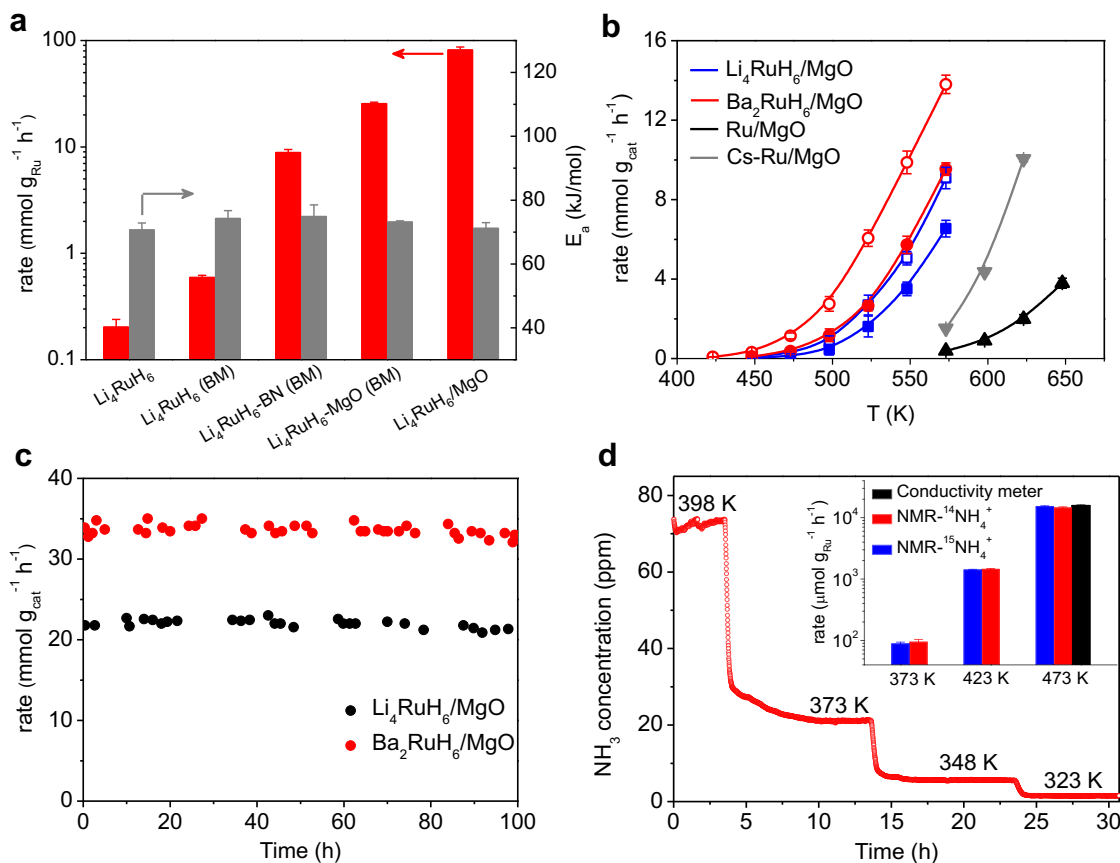 a
rate (mmol g_Ru^-1 h^-1)
100
10
1
0.1
120
100
80
60
40
E_a (kJ/mol)
Li4RuH6
Li4RuH6 (BM)
Li4RuH6-BN (BM)
Li4RuH6-MgO (BM)
Li4RuH6/MgO
b
rate (mmol g_cat^-1 h^-1)
16
12
8
4
0
Li4RuH6/MgO
Ba2RuH6/MgO
Ru/MgO
Cs-Ru/MgO
400 450 500 550 600 650
T (K)
c
rate (mmol g_cat^-1 h^-1)
40
30
20
10
0
Li4RuH6/MgO
Ba2RuH6/MgO
0 20 40 60 80 100
Time (h)
d
NH3 concentration (ppm)
80
60
40
20
0
398 K
373 K
348 K
323 K
0 5 10 15 20 25 30
Time (h)
rate (μmol g_Ru^-1 h^-1)
10^4
10^3
10^2
Conductivity meter
NMR-^14NH4^+
NMR-^15NH4^+
373 K 423 K 473 K